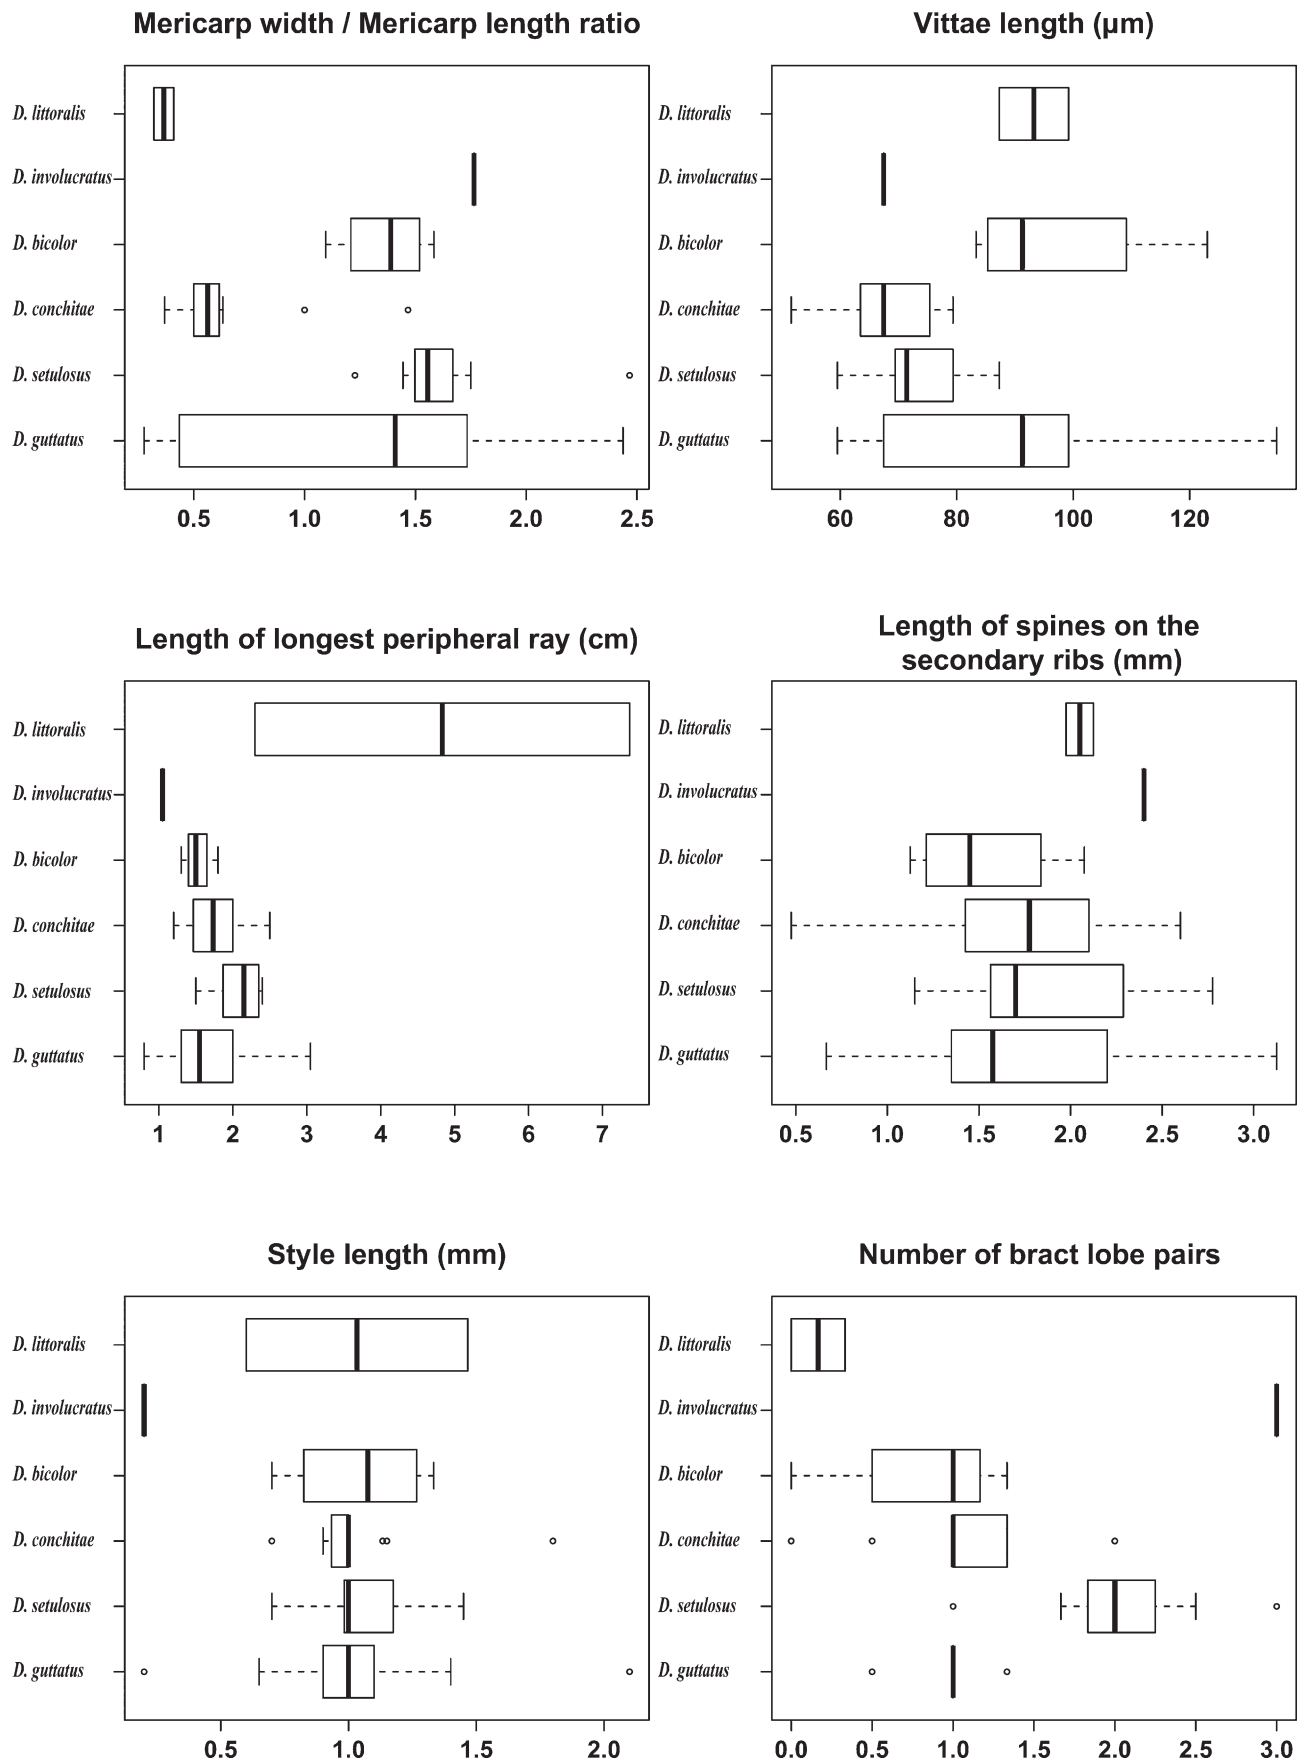 Mericarp width / Mericarp length ratio
D. littoralis
D. involucratus
D. bicolor
D. conchitae
D. setulosus
D. guttatus
0.5 1.0 1.5 2.0 2.5
Vittae length (µm)
D. littoralis
D. involucratus
D. bicolor
D. conchitae
D. setulosus
D. guttatus
60 80 100 120
Length of longest peripheral ray (cm)
D. littoralis
D. involucratus
D. bicolor
D. conchitae
D. setulosus
D. guttatus
1 2 3 4 5 6 7
Length of spines on the
secondary ribs (mm)
D. littoralis
D. involucratus
D. bicolor
D. conchitae
D. setulosus
D. guttatus
0.5 1.0 1.5 2.0 2.5 3.0
Style length (mm)
D. littoralis
D. involucratus
D. bicolor
D. conchitae
D. setulosus
D. guttatus
0.5 1.0 1.5 2.0
Number of bract lobe pairs
D. littoralis
D. involucratus
D. bicolor
D. conchitae
D. setulosus
D. guttatus
0.0 0.5 1.0 1.5 2.0 2.5 3.0